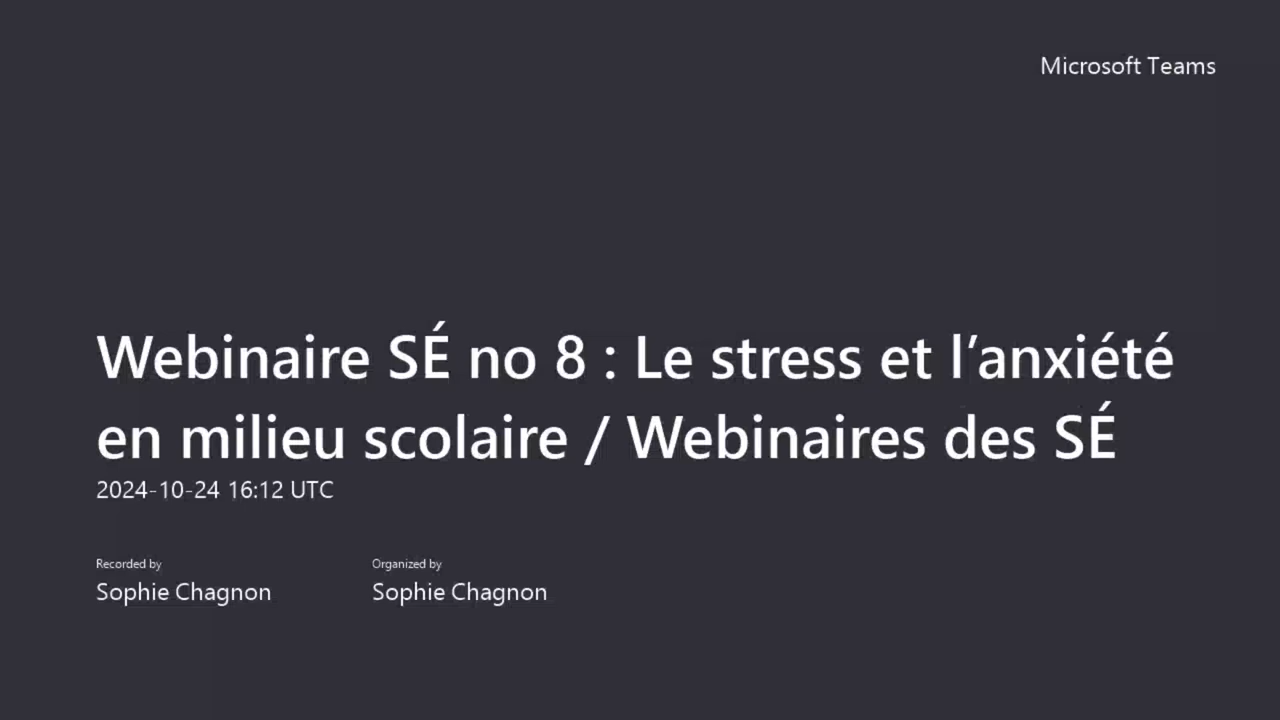 Microsoft Teams
Webinaire SÉ no 8 : Le stress et l’anxiété
en milieu scolaire / Webinaires des SÉ
2024-10-24 16:12 UTC
Recorded by
Sophie Chagnon
Organized by
Sophie Chagnon